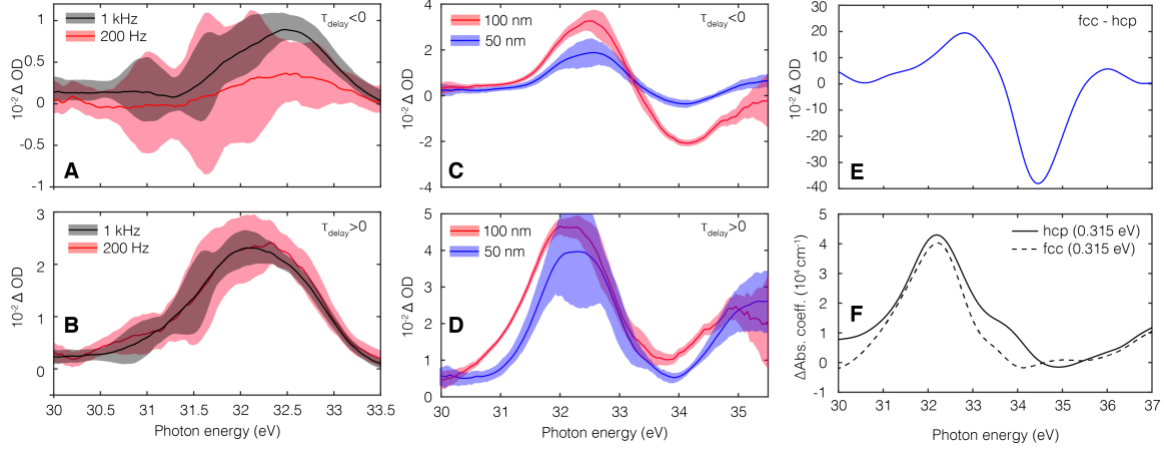 1 kHz
200 Hz
τdelay<0
10⁻² Δ OD
1
0.5
0
-0.5
-1
A
100 nm
50 nm
τdelay<0
10⁻² Δ OD
4
2
0
-2
-4
C
fcc - hcp
10⁻² Δ OD
30
20
10
0
-10
-20
-30
40
E
1 kHz
200 Hz
τdelay>0
10⁻² Δ OD
3
2
1
0
B
30 30.5 31 31.5 32 32.5 33 33.5
Photon energy (eV)
100 nm
50 nm
τdelay>0
10⁻² Δ OD
5
4
3
2
1
0
D
30 31 32 33 34 35
Photon energy (eV)
hcp (0.315 eV)
fcc (0.315 eV)
ΔAbs. coeff. (10⁴ cm⁻¹)
5
4
3
2
1
0
-1
F
30 31 32 33 34 35 36 37
Photon energy (eV)